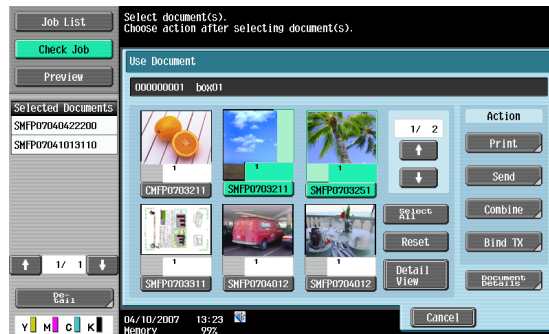 Job List
Check Job
Preview
Selected Documents
SMFP07040422200
SMFP07041013110
1/ 1
De-
tail
Y M C K
Select document(s).
Choose action after selecting document(s).
Use Document
000000001 box01
1
CMFP0703211
1
SMFP0703211
1
SMFP0703251
1
SMFP0703311
1
SMFP0704012
1
SMFP0704012
1/ 2
Select
All
Reset
Detail
View
Action
Print
Send
Combine
Bind TX
Document
Details
04/10/2007 13:23
Memory 99%
Cancel